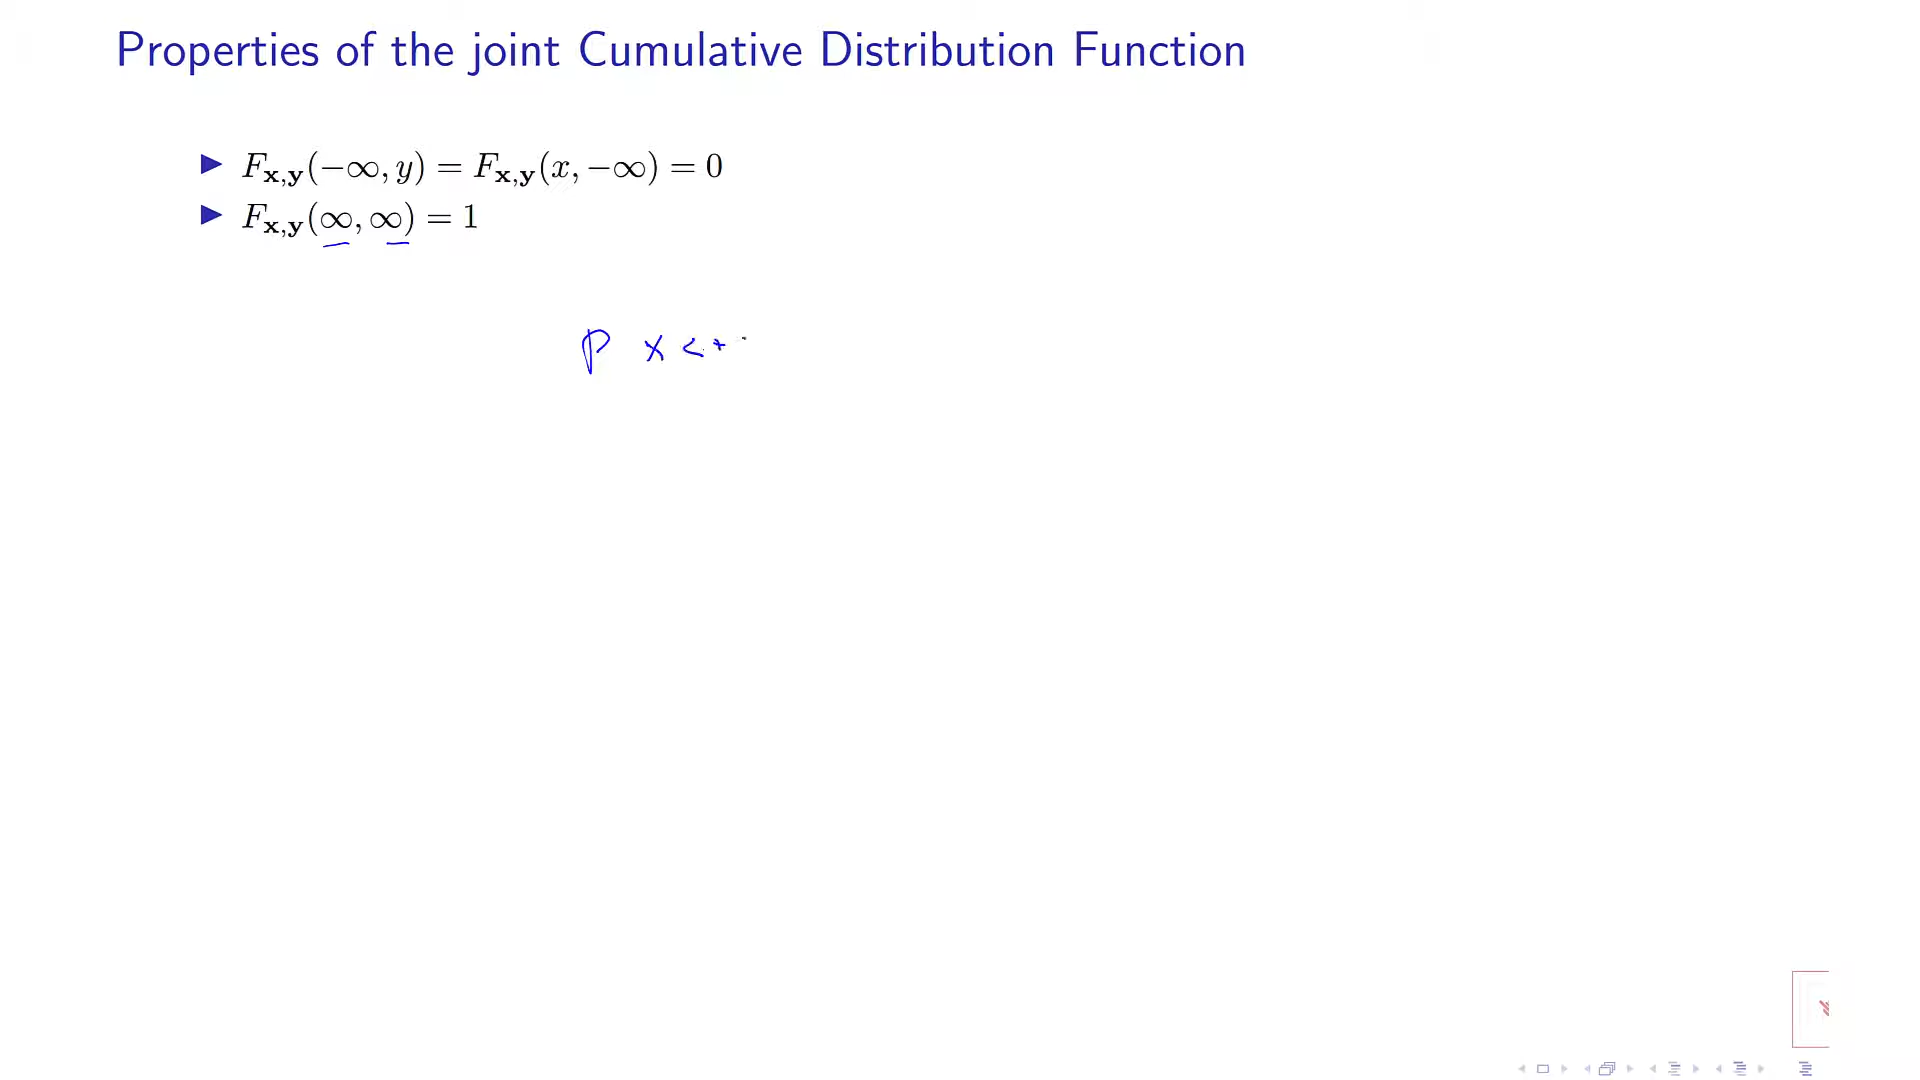 Properties of the joint Cumulative Distribution Function
▶ F_{x,y}(−∞, y) = F_{x,y}(x, −∞) = 0
▶ F_{x,y}(∞, ∞) = 1
P x < +